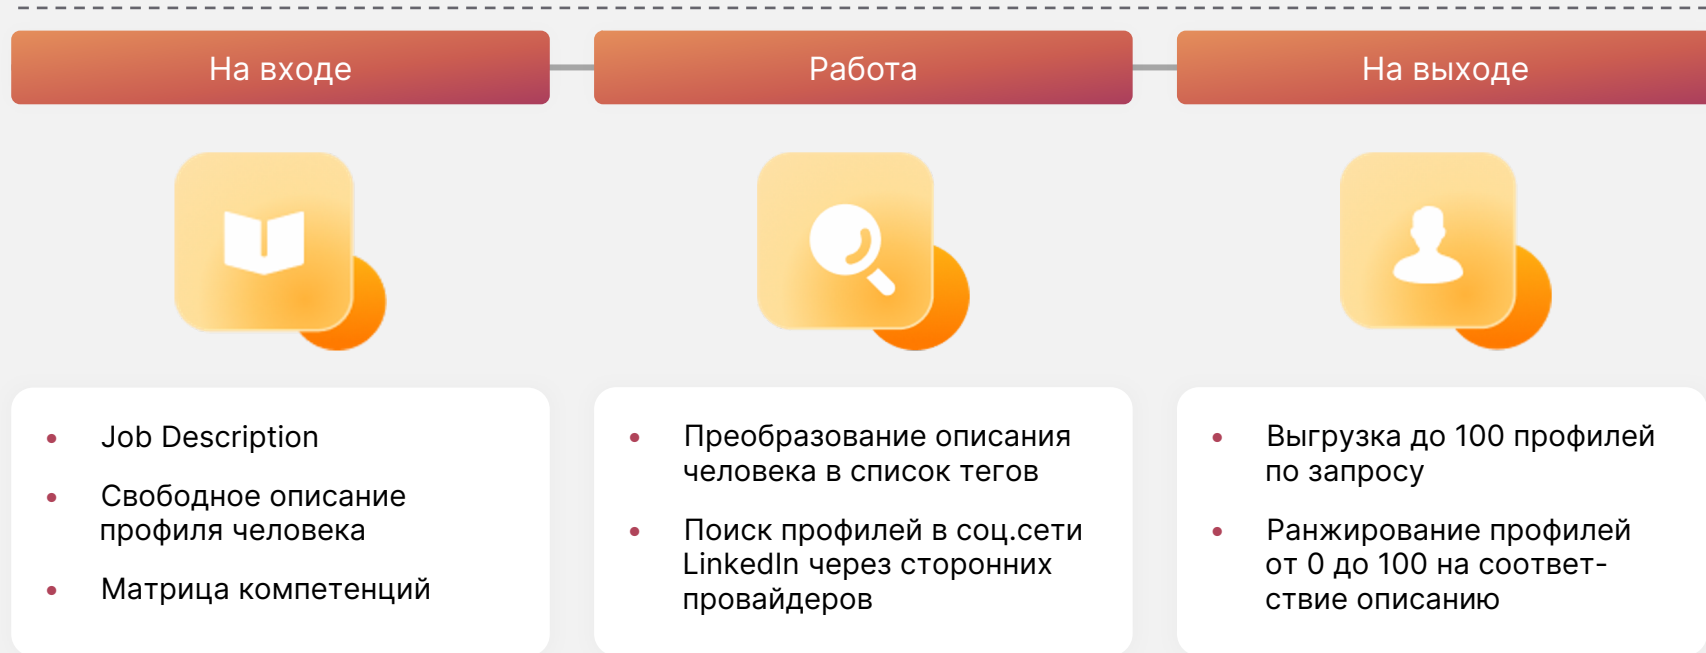 На входе
Работа
На выходе
Job Description
Свободное описание
профиля человека
Матрица компетенций
Преобразование описания
человека в список тегов
Поиск профилей в соц.сети
LinkedIn через сторонних
провайдеров
Выгрузка до 100 профилей
по запросу
Ранжирование профилей
от 0 до 100 на соответ-
ствие описанию